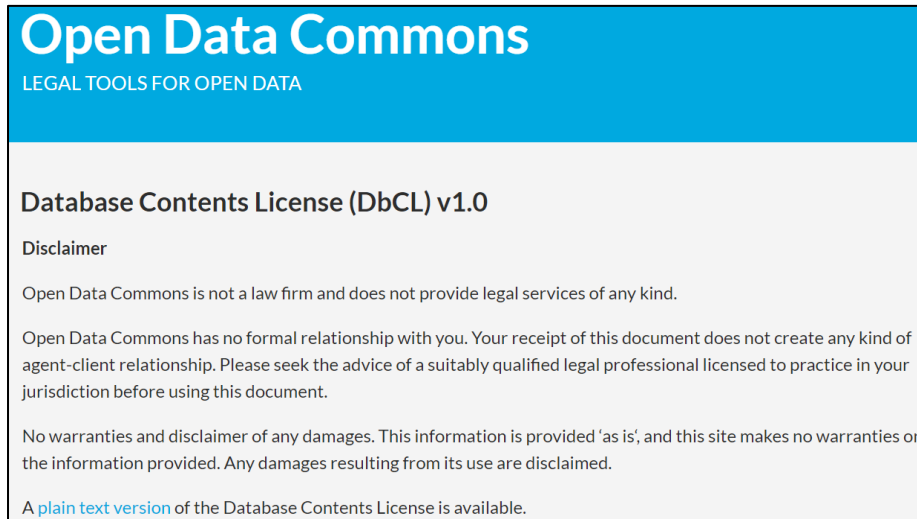 Open Data Commons
LEGAL TOOLS FOR OPEN DATA
Database Contents License (DbCL) v1.0
Disclaimer
Open Data Commons is not a law firm and does not provide legal services of any kind.
Open Data Commons has no formal relationship with you. Your receipt of this document does not create any kind of
agent-client relationship. Please seek the advice of a suitably qualified legal professional licensed to practice in your
jurisdiction before using this document.
No warranties and disclaimer of any damages. This information is provided ‘as is‘, and this site makes no warranties on
the information provided. Any damages resulting from its use are disclaimed.
A plain text version of the Database Contents License is available.